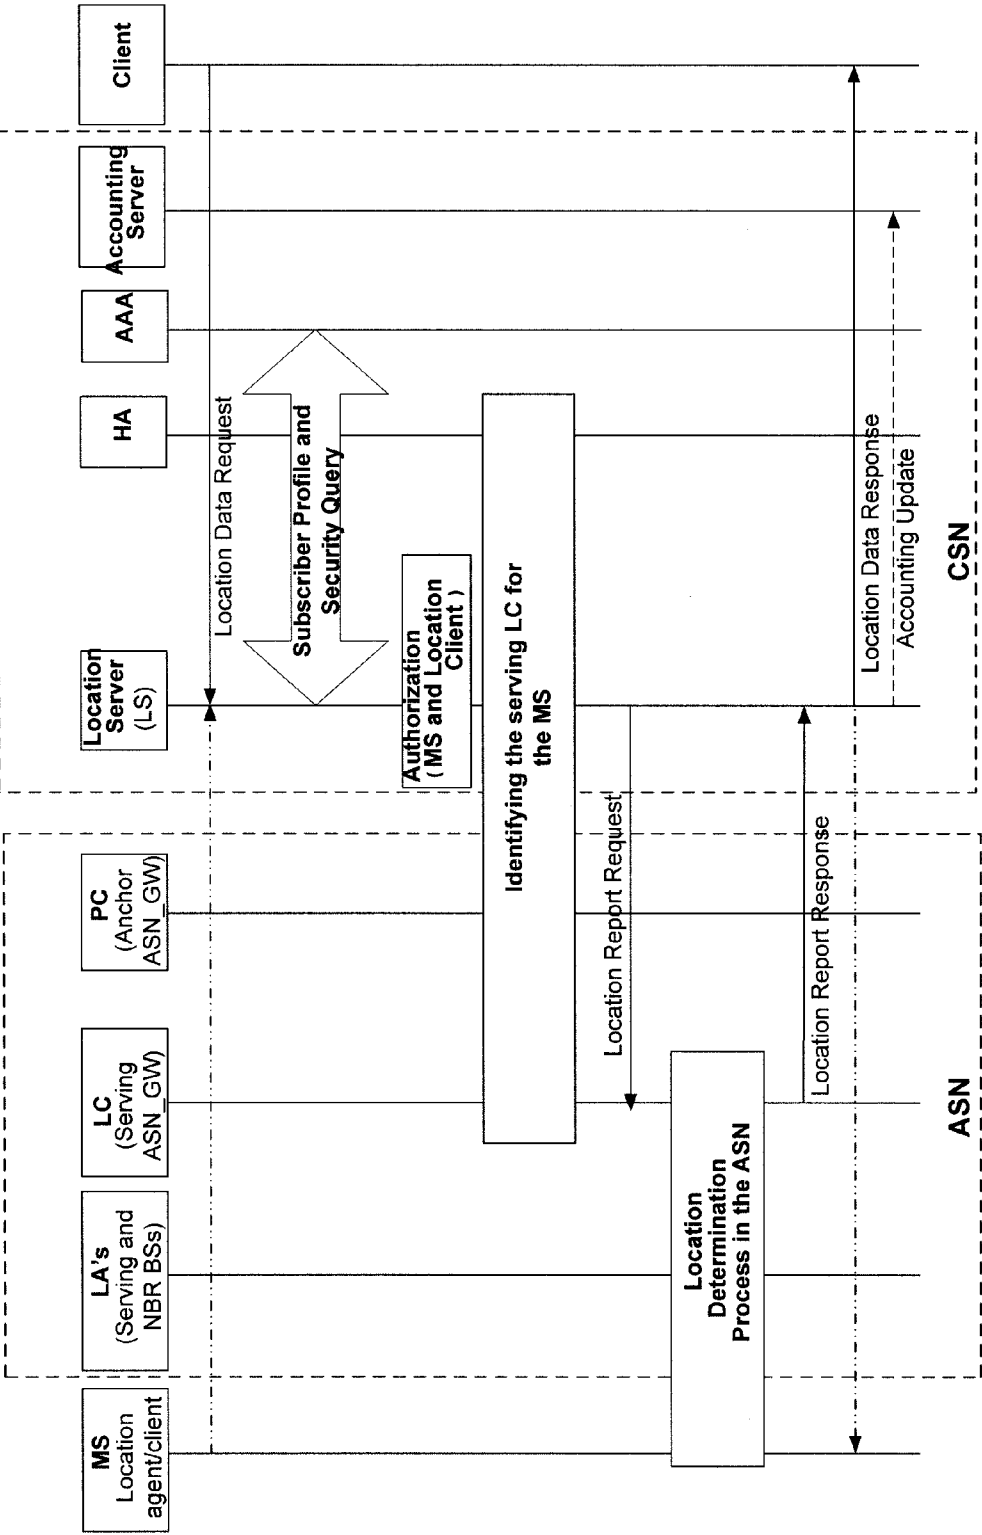 MS
Location
agent/client
LA's
(Serving and
NBR BSs)
LC
(Serving
ASN_GW)
PC
(Anchor
ASN_GW)
Location
Server
(LS)
HA
AAA
Accounting
Server
Client
Location Data Request
Subscriber Profile and
Security Query
Authorization
( MS and Location
Client )
Identifying the serving LC for
the MS
Location Report Request
Location
Determination
Process in the ASN
Location Report Response
Location Data Response
Accounting Update
ASN
CSN